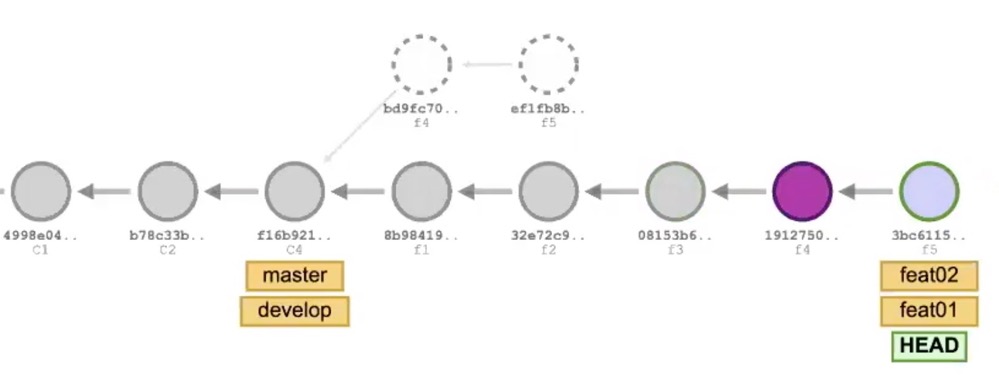 bd9fc70..
f4
ef1fb8b..
f5
4998e04..
C1
b78c33b..
C2
f16b921..
C4
master
develop
8b98419..
f1
32e72c9..
f2
08153b6..
f3
1912750..
f4
3bc6115..
f5
feat02
feat01
HEAD